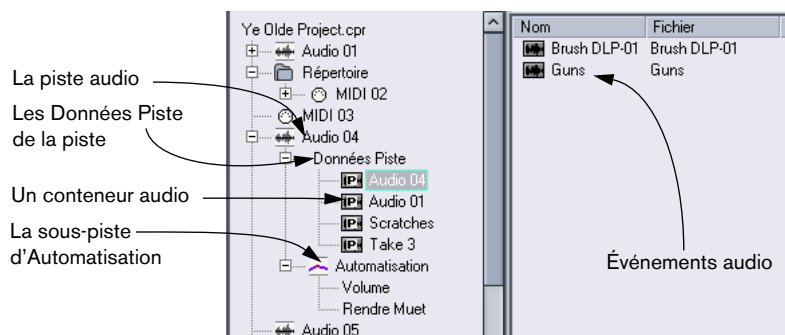 La piste audio
Les Données Piste
de la piste
Un conteneur audio
La sous-piste
d’Automatisation
Ye Olde Project.cpr
Audio 01
Répertoire
MIDI 02
MIDI 03
Audio 04
Données Piste
Audio 04
Audio 01
Scratches
Take 3
Automatisation
Volume
Rendre Muet
Audio 05
Nom Fichier
Brush DLP-01 Brush DLP-01
Guns Guns
Événements audio